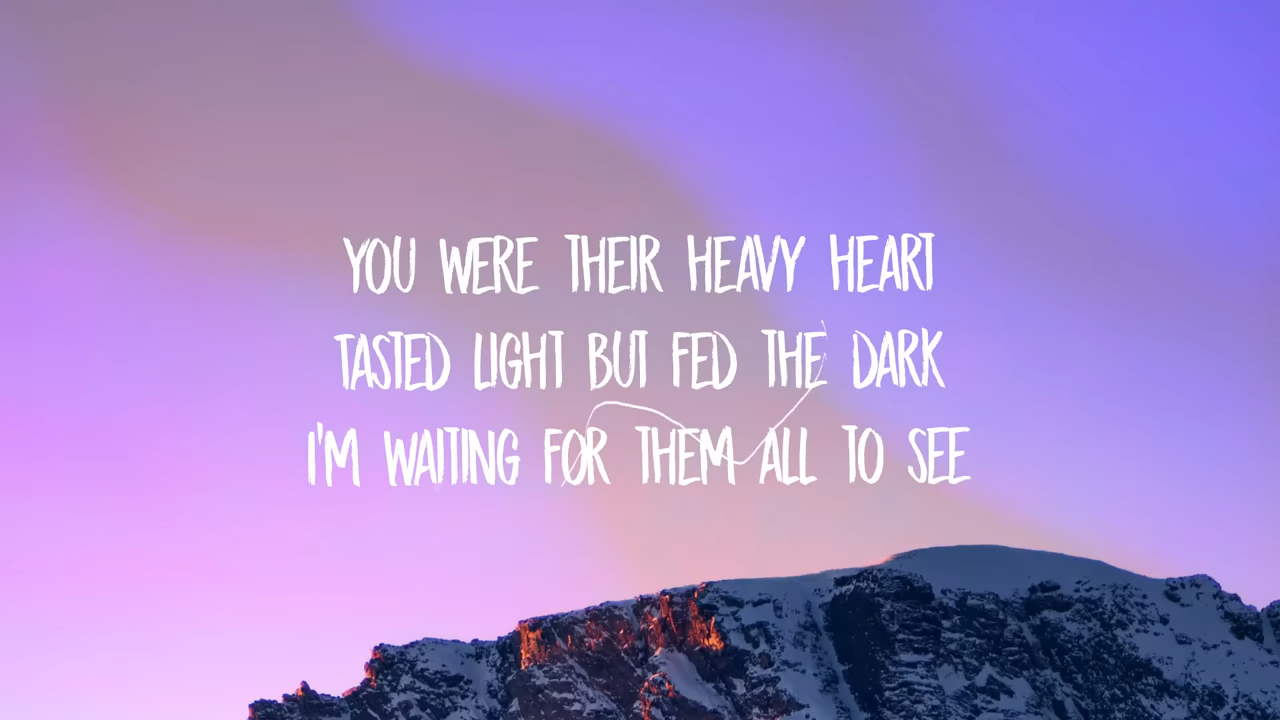 YOU WERE THEIR HEAVY HEART
TASTED LIGHT BUT FED THE DARK
I'M WAITING FOR THEM ALL TO SEE